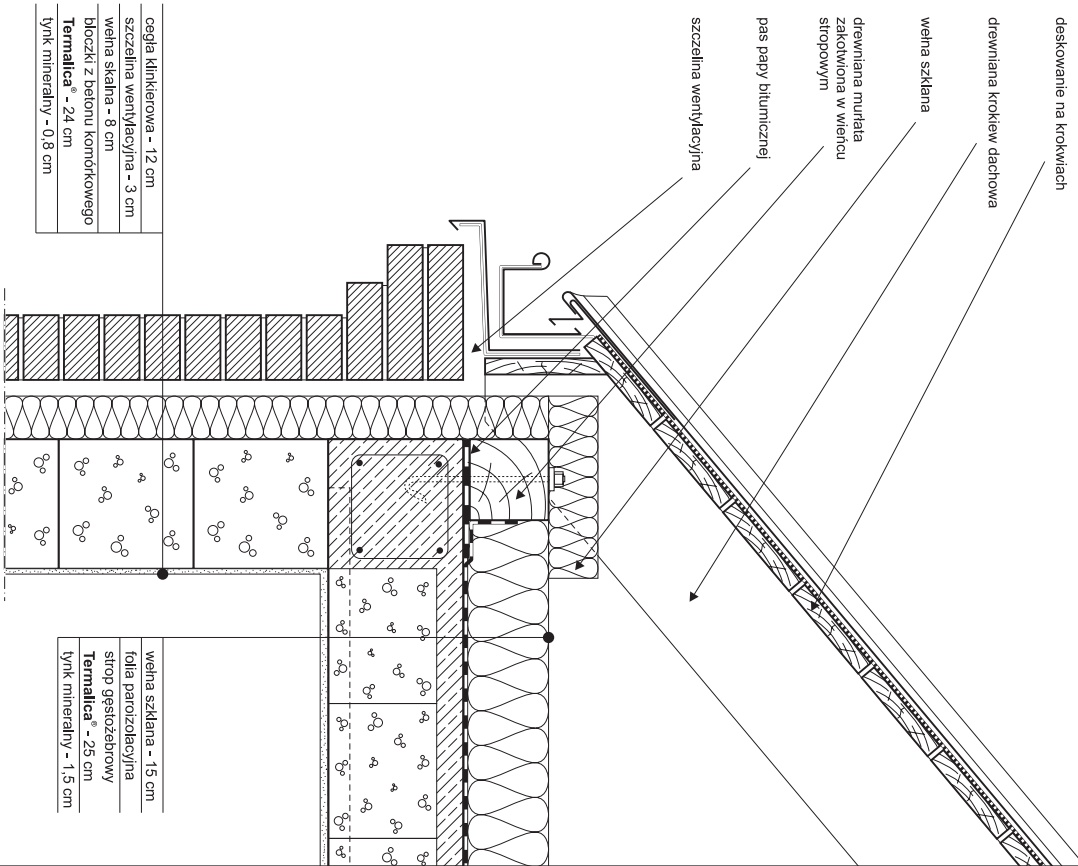 deskowanie na krokwiach
drewniana krokiew dachowa
wełna szklana
drewniana murłata
zakotwiona w wieńcu
stropowym
pas papy bitumicznej
szczelina wentylacyjna
cegła klinkierowa - 12 cm
szczelina wentylacyjna - 3 cm
wełna skalna - 8 cm
bloczki z betonu komórkowego
Termalica® - 24 cm
tynk mineralny - 0,8 cm
wełna szklana - 15 cm
folia paroizolacyjna
strop gęstożebrowy
Termalica® - 25 cm
tynk mineralny - 1,5 cm